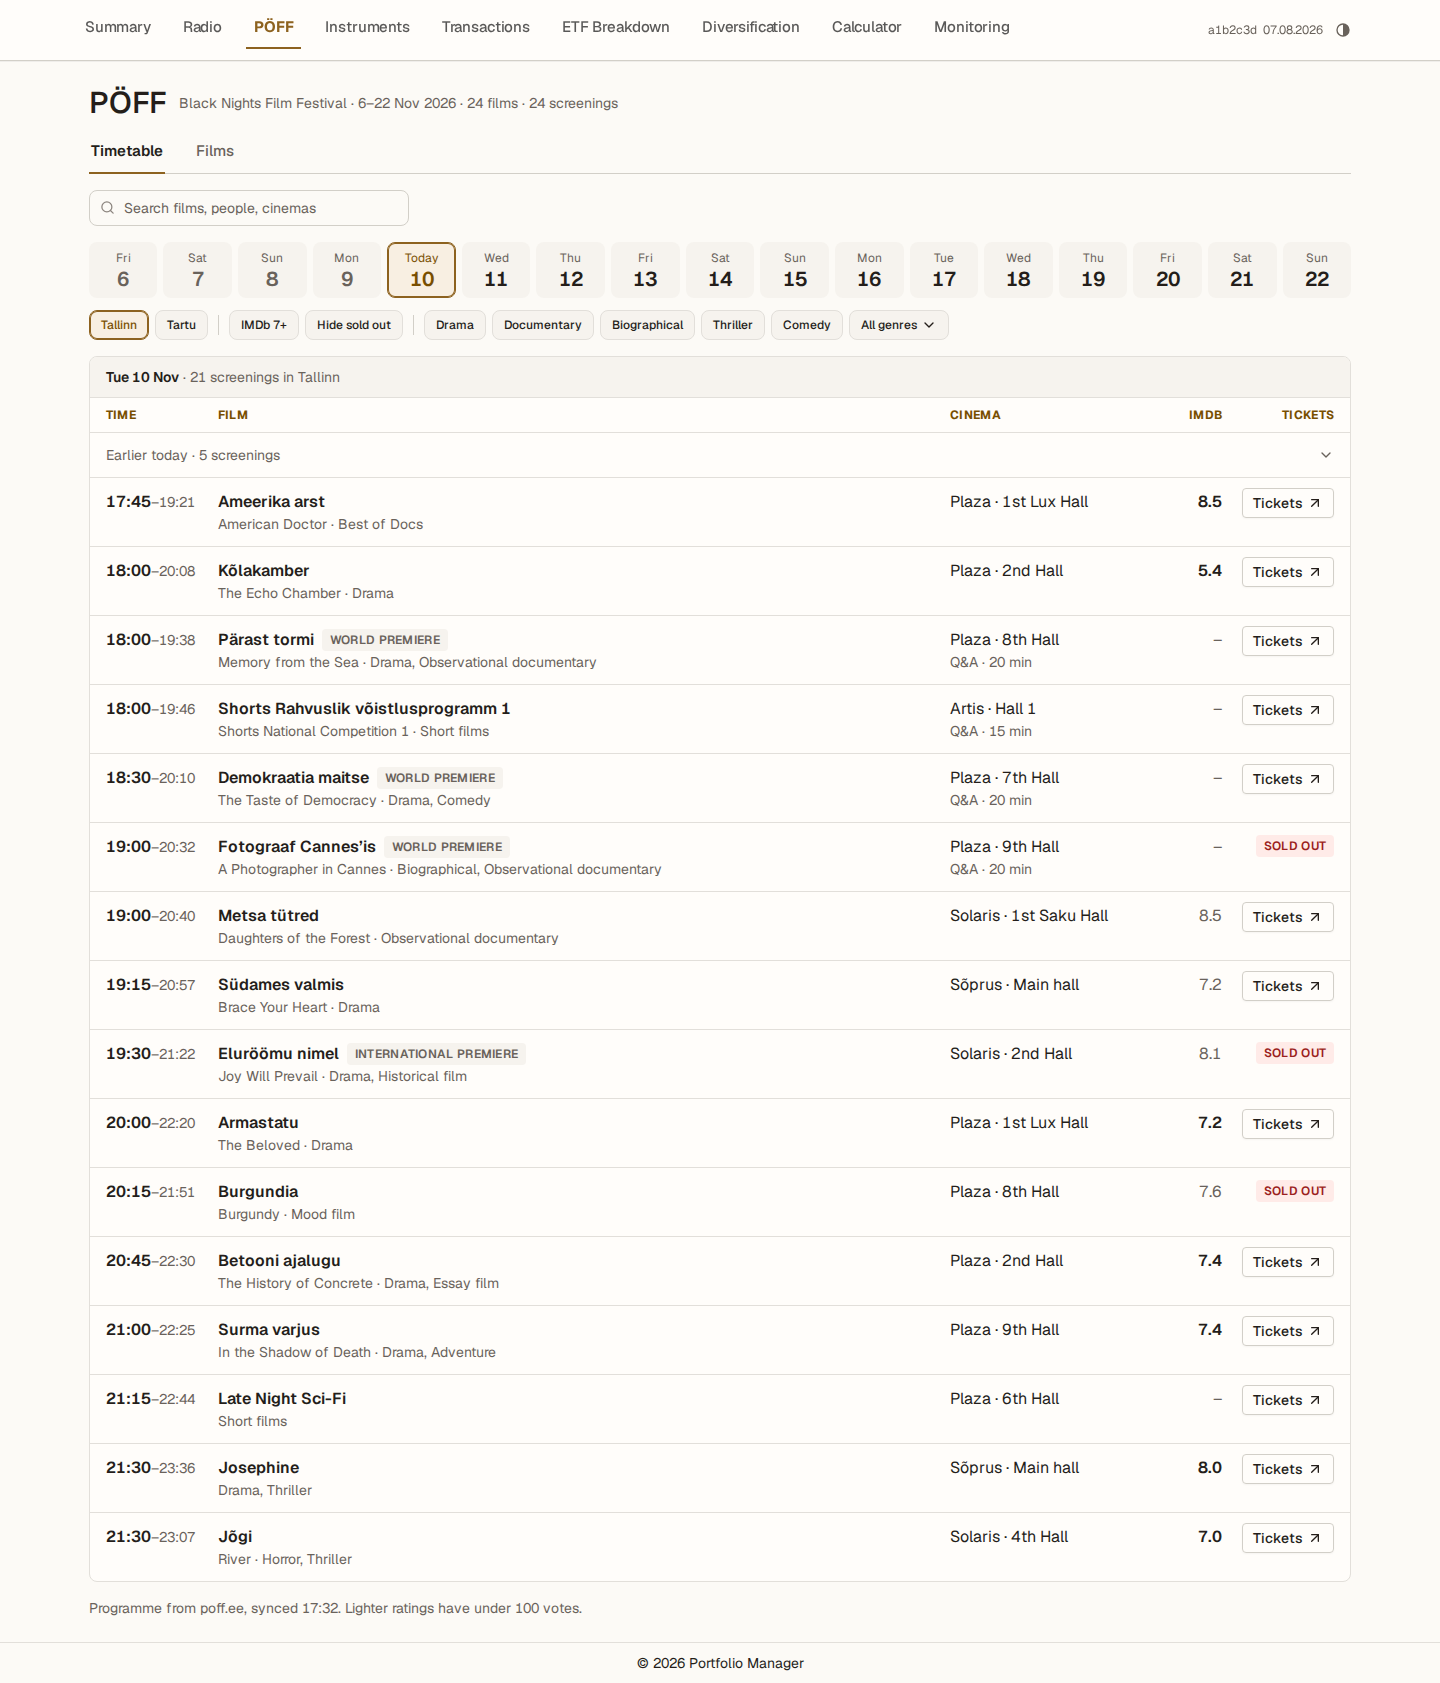 Summary Radio PÖFF Instruments Transactions ETF Breakdown Diversification Calculator Monitoring a1b2c3d 07.08.2026
PÖFF Black Nights Film Festival · 6–22 Nov 2026 · 24 films · 24 screenings
Timetable Films
Search films, people, cinemas
Fri Sat Sun Mon Today Wed Thu Fri Sat Sun Mon Tue Wed Thu Fri Sat Sun
6 7 8 9 10 11 12 13 14 15 16 17 18 19 20 21 22
Tallinn Tartu IMDb 7+ Hide sold out Drama Documentary Biographical Thriller Comedy All genres
Tue 10 Nov · 21 screenings in Tallinn
TIME FILM CINEMA IMDB TICKETS
Earlier today · 5 screenings
17:45–19:21 Ameerika arst Plaza · 1st Lux Hall 8.5 Tickets
American Doctor · Best of Docs
18:00–20:08 Kõlakamber Plaza · 2nd Hall 5.4 Tickets
The Echo Chamber · Drama
18:00–19:38 Pärast tormi WORLD PREMIERE Plaza · 8th Hall – Tickets
Memory from the Sea · Drama, Observational documentary Q&A · 20 min
18:00–19:46 Shorts Rahvuslik võistlusprogramm 1 Artis · Hall 1 – Tickets
Shorts National Competition 1 · Short films Q&A · 15 min
18:30–20:10 Demokraatia maitse WORLD PREMIERE Plaza · 7th Hall – Tickets
The Taste of Democracy · Drama, Comedy Q&A · 20 min
19:00–20:32 Fotograaf Cannes’is WORLD PREMIERE Plaza · 9th Hall – SOLD OUT
A Photographer in Cannes · Biographical, Observational documentary Q&A · 20 min
19:00–20:40 Metsa tütred Solaris · 1st Saku Hall 8.5 Tickets
Daughters of the Forest · Observational documentary
19:15–20:57 Südames valmis Sõprus · Main hall 7.2 Tickets
Brace Your Heart · Drama
19:30–21:22 Eluröömu nimel INTERNATIONAL PREMIERE Solaris · 2nd Hall 8.1 SOLD OUT
Joy Will Prevail · Drama, Historical film
20:00–22:20 Armastatu Plaza · 1st Lux Hall 7.2 Tickets
The Beloved · Drama
20:15–21:51 Burgundia Plaza · 8th Hall 7.6 SOLD OUT
Burgundy · Mood film
20:45–22:30 Betooni ajalugu Plaza · 2nd Hall 7.4 Tickets
The History of Concrete · Drama, Essay film
21:00–22:25 Surma varjus Plaza · 9th Hall 7.4 Tickets
In the Shadow of Death · Drama, Adventure
21:15–22:44 Late Night Sci-Fi Plaza · 6th Hall – Tickets
Short films
21:30–23:36 Josephine Sõprus · Main hall 8.0 Tickets
Drama, Thriller
21:30–23:07 Jõgi Solaris · 4th Hall 7.0 Tickets
River · Horror, Thriller
Programme from poff.ee, synced 17:32. Lighter ratings have under 100 votes.
© 2026 Portfolio Manager